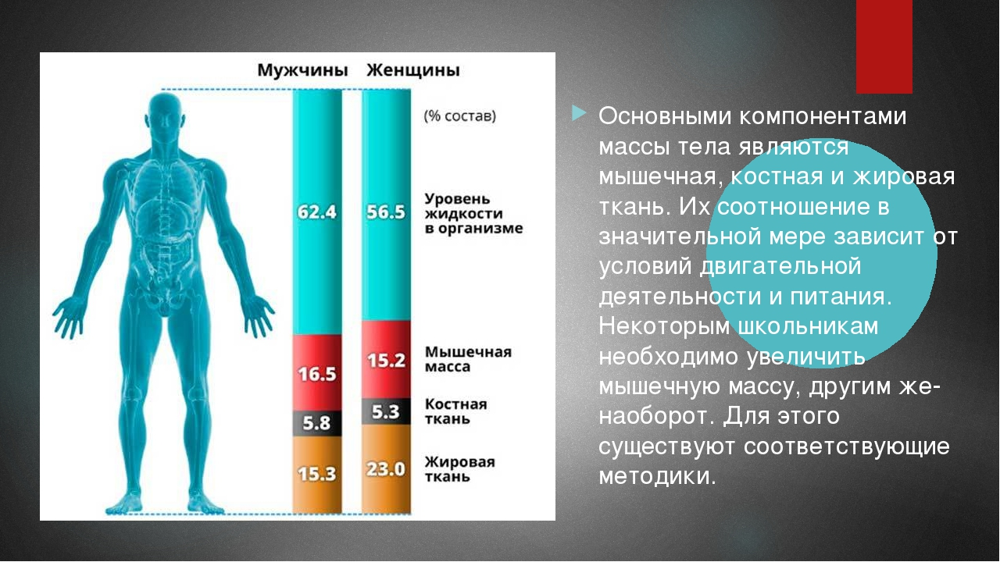 Мужчины Женщины
(% состав)
62.4 56.5 Уровень
жидкости
в организме
16.5 15.2 Мышечная
масса
5.8 5.3 Костная
ткань
15.3 23.0 Жировая
ткань
Основными компонентами
массы тела являются
мышечная, костная и жировая
ткань. Их соотношение в
значительной мере зависит от
условий двигательной
деятельности и питания.
Некоторым школьникам
необходимо увеличить
мышечную массу, другим же-
наоборот. Для этого
существуют соответствующие
методики.